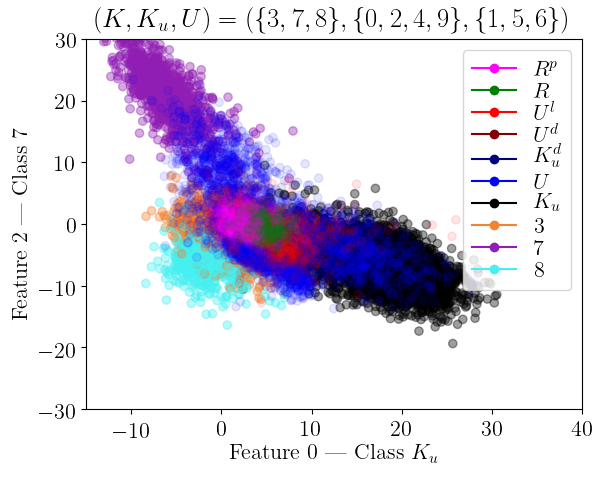 (K, K_u, U) = ({3, 7, 8}, {0, 2, 4, 9}, {1, 5, 6})
30
20
10
0
−10
−20
−30
Feature 2 — Class 7
R^p
R
U^l
U^d
K_u^d
U
K_u
3
7
8
−10
0
10
20
30
40
Feature 0 — Class K_u